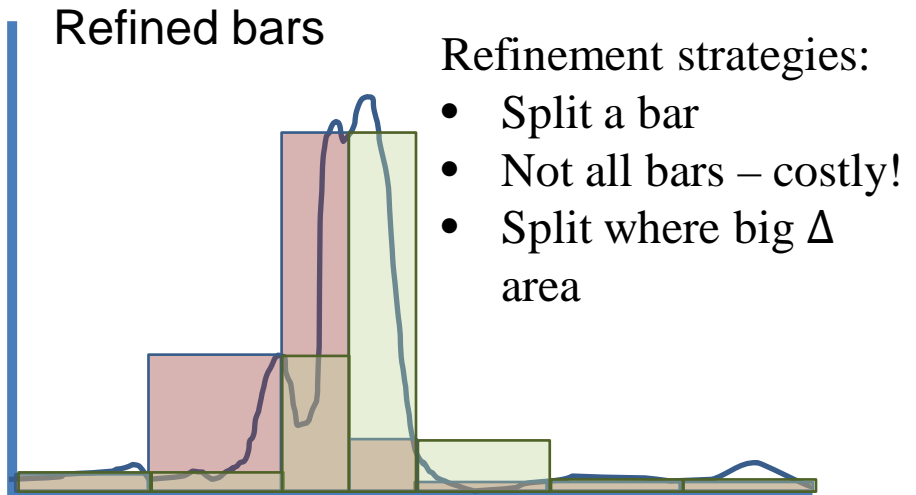 Refined bars
Refinement strategies:
• Split a bar
• Not all bars – costly!
• Split where big Δ
area